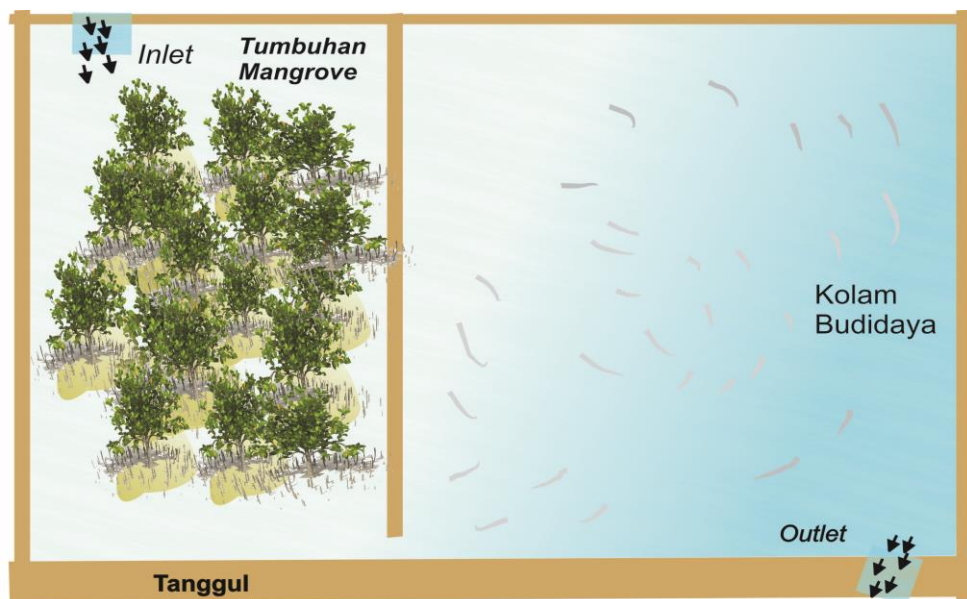 Inlet
Tumbuhan
Mangrove
Kolam
Budidaya
Outlet
Tanggul